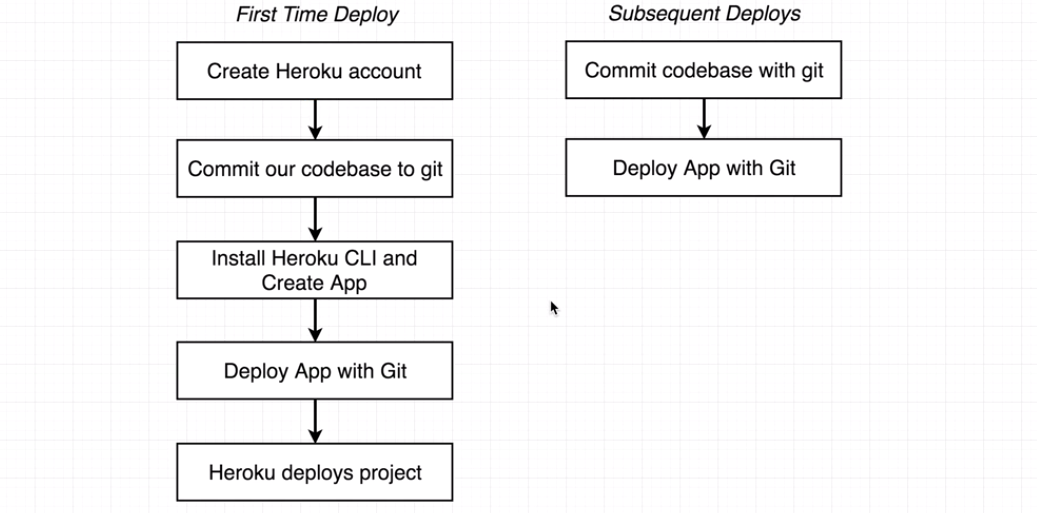 First Time Deploy
Create Heroku account
Commit our codebase to git
Install Heroku CLI and
Create App
Deploy App with Git
Heroku deploys project
Subsequent Deploys
Commit codebase with git
Deploy App with Git